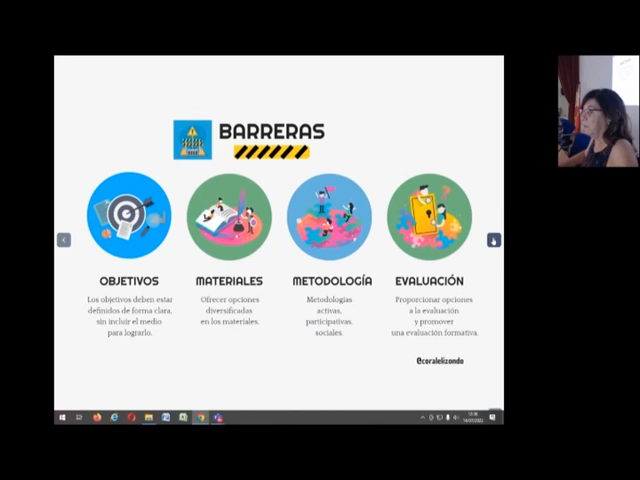 BARRERAS
OBJETIVOS
Los objetivos deben estar
definidos de forma clara,
sin incluir el medio
para lograrlo.
MATERIALES
Ofrecer opciones
diversificadas
en los materiales.
METODOLOGÍA
Metodologías
activas,
participativas,
sociales.
EVALUACIÓN
Proporcionar opciones
a la evaluación
y promover
una evaluación formativa.
@coralelizondo